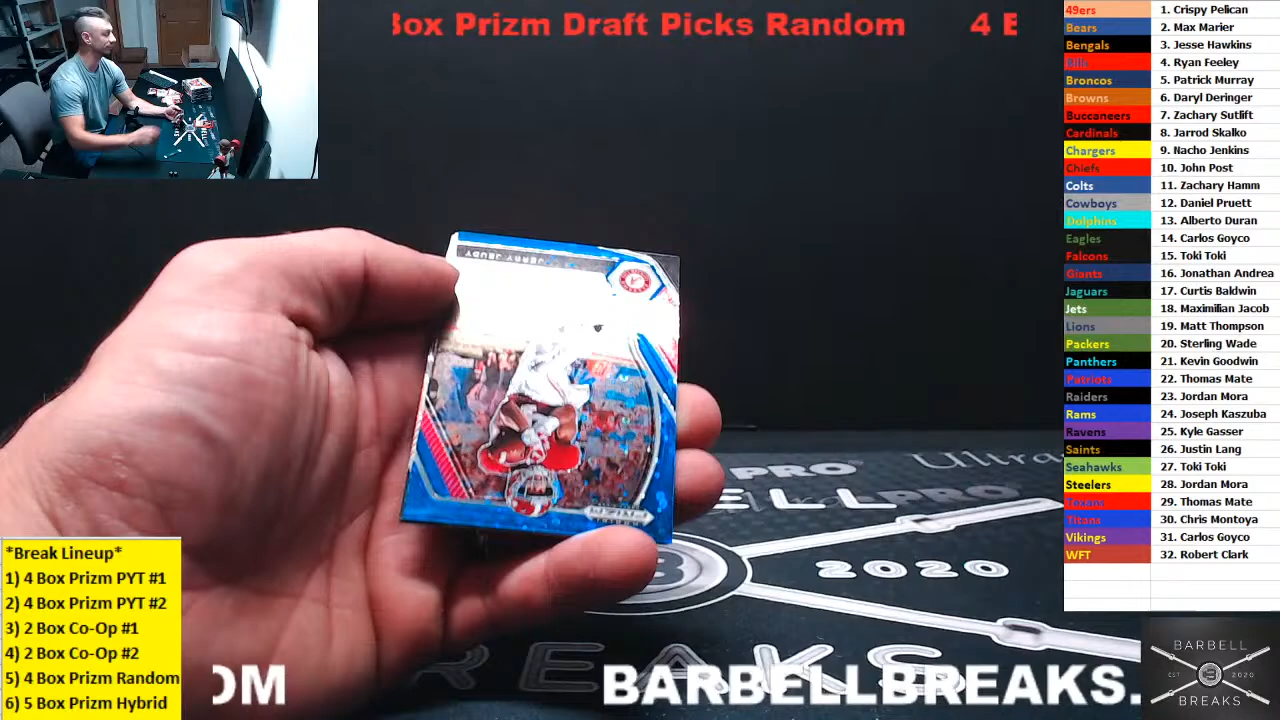 Box Prizm Draft Picks Random 4 B
49ers 1. Crispy Pelican
Bears 2. Max Marier
Bengals 3. Jesse Hawkins
Bills 4. Ryan Feeley
Broncos 5. Patrick Murray
Browns 6. Daryl Deringer
Buccaneers 7. Zachary Sutlift
Cardinals 8. Jarrod Skalko
Chargers 9. Nacho Jenkins
Chiefs 10. John Post
Colts 11. Zachary Hamm
Cowboys 12. Daniel Pruett
Dolphins 13. Alberto Duran
Eagles 14. Carlos Goyco
Falcons 15. Toki Toki
Giants 16. Jonathan Andrea
Jaguars 17. Curtis Baldwin
Jets 18. Maximilian Jacob
Lions 19. Matt Thompson
Packers 20. Sterling Wade
Panthers 21. Kevin Goodwin
Patriots 22. Thomas Mate
Raiders 23. Jordan Mora
Rams 24. Joseph Kaszuba
Ravens 25. Kyle Gasser
Saints 26. Justin Lang
Seahawks 27. Toki Toki
Steelers 28. Jordan Mora
Texans 29. Thomas Mate
Titans 30. Chris Montoya
Vikings 31. Carlos Goyco
WFT 32. Robert Clark
JERRY JEUDY
PRIZM
PRO
Ultra
BELL
2020
BREAKS
*Break Lineup*
1) 4 Box Prizm PYT #1
2) 4 Box Prizm PYT #2
3) 2 Box Co-Op #1
4) 2 Box Co-Op #2
5) 4 Box Prizm Random
6) 5 Box Prizm Hybrid
OM BARBELLBREAKS.
BARBELL
EST 2020
BREAKS